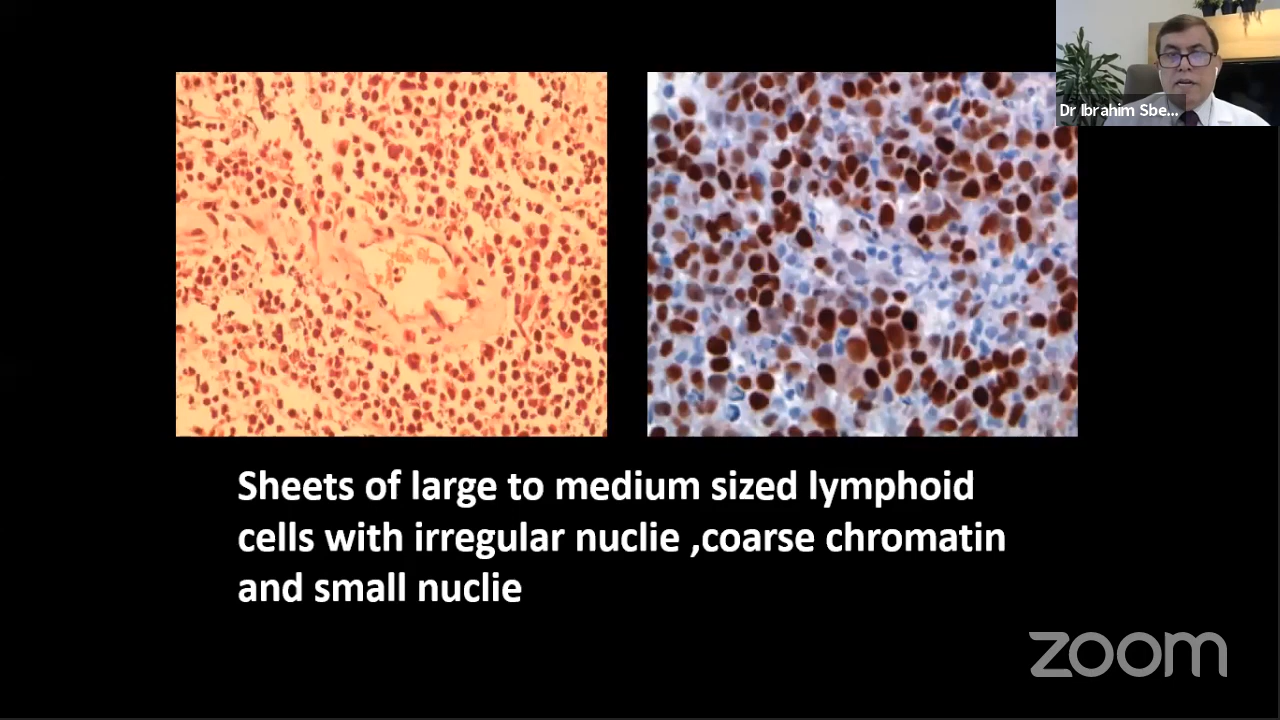 Dr Ibrahim Sbe...
Sheets of large to medium sized lymphoid
cells with irregular nuclie ,coarse chromatin
and small nuclie
zoom